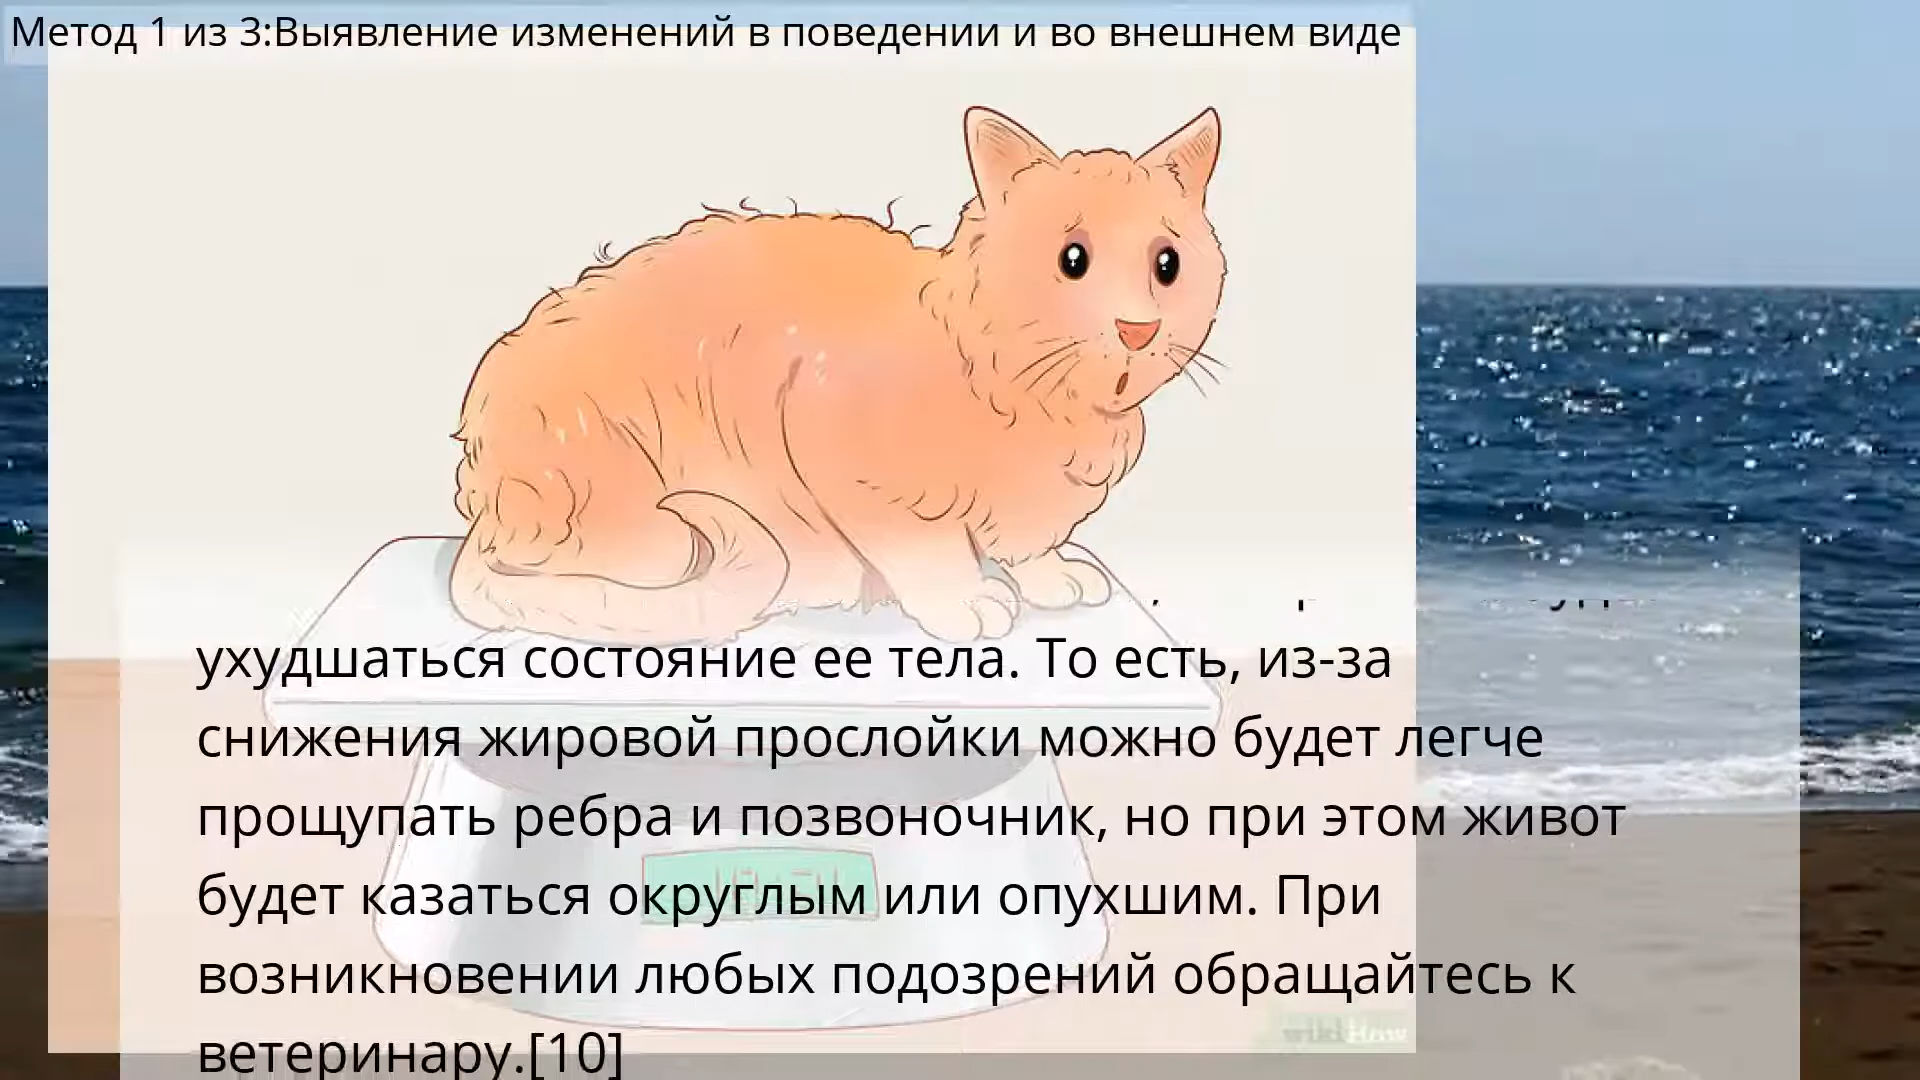 Метод 1 из 3:Выявление изменений в поведении и во внешнем виде
ухудшаться состояние ее тела. То есть, из-за
снижения жировой прослойки можно будет легче
прощупать ребра и позвоночник, но при этом живот
будет казаться округлым или опухшим. При
возникновении любых подозрений обращайтесь к
ветеринару.[10]
wikiHow